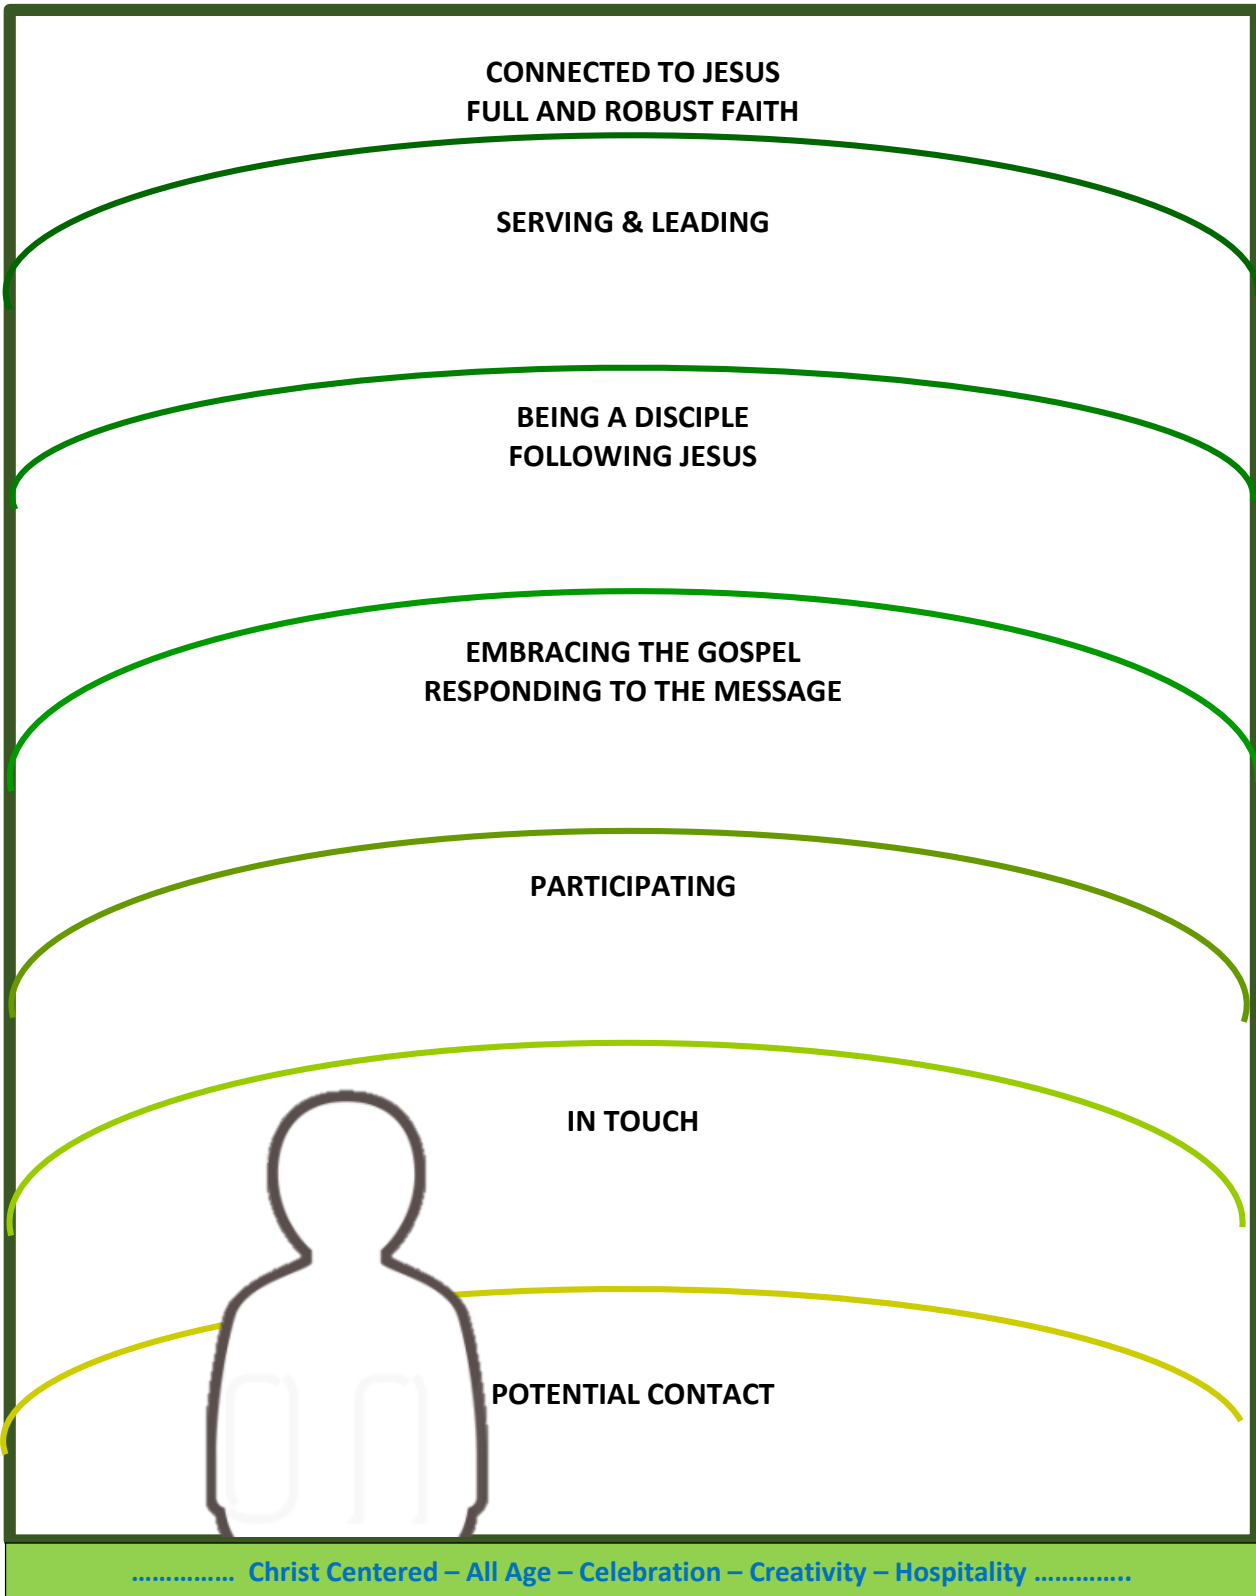 CONNECTED TO JESUS
FULL AND ROBUST FAITH
SERVING & LEADING
BEING A DISCIPLE
FOLLOWING JESUS
EMBRACING THE GOSPEL
RESPONDING TO THE MESSAGE
PARTICIPATING
IN TOUCH
POTENTIAL CONTACT
…………… Christ Centered – All Age – Celebration – Creativity – Hospitality …………..